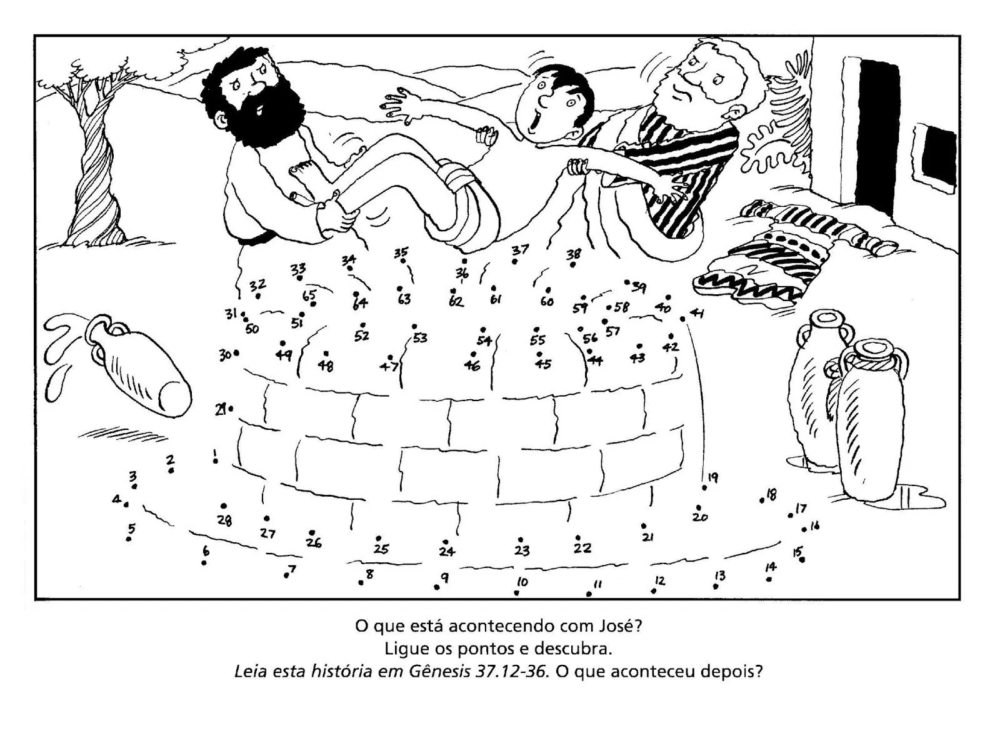 34 35 37 38
33 36
32 65 64 63 62 61 60 59 58 39 40 41
31 50 51 52 53 54 55 56 57
30 49 48 47 46 45 44 43 42
29
1
2
3 19
4 18
28 20 17
5 27 26 25 24 23 22 21 16
6 15
7 8 9 10 11 12 13 14
O que está acontecendo com José?
Ligue os pontos e descubra.
Leia esta história em Gênesis 37.12-36. O que aconteceu depois?